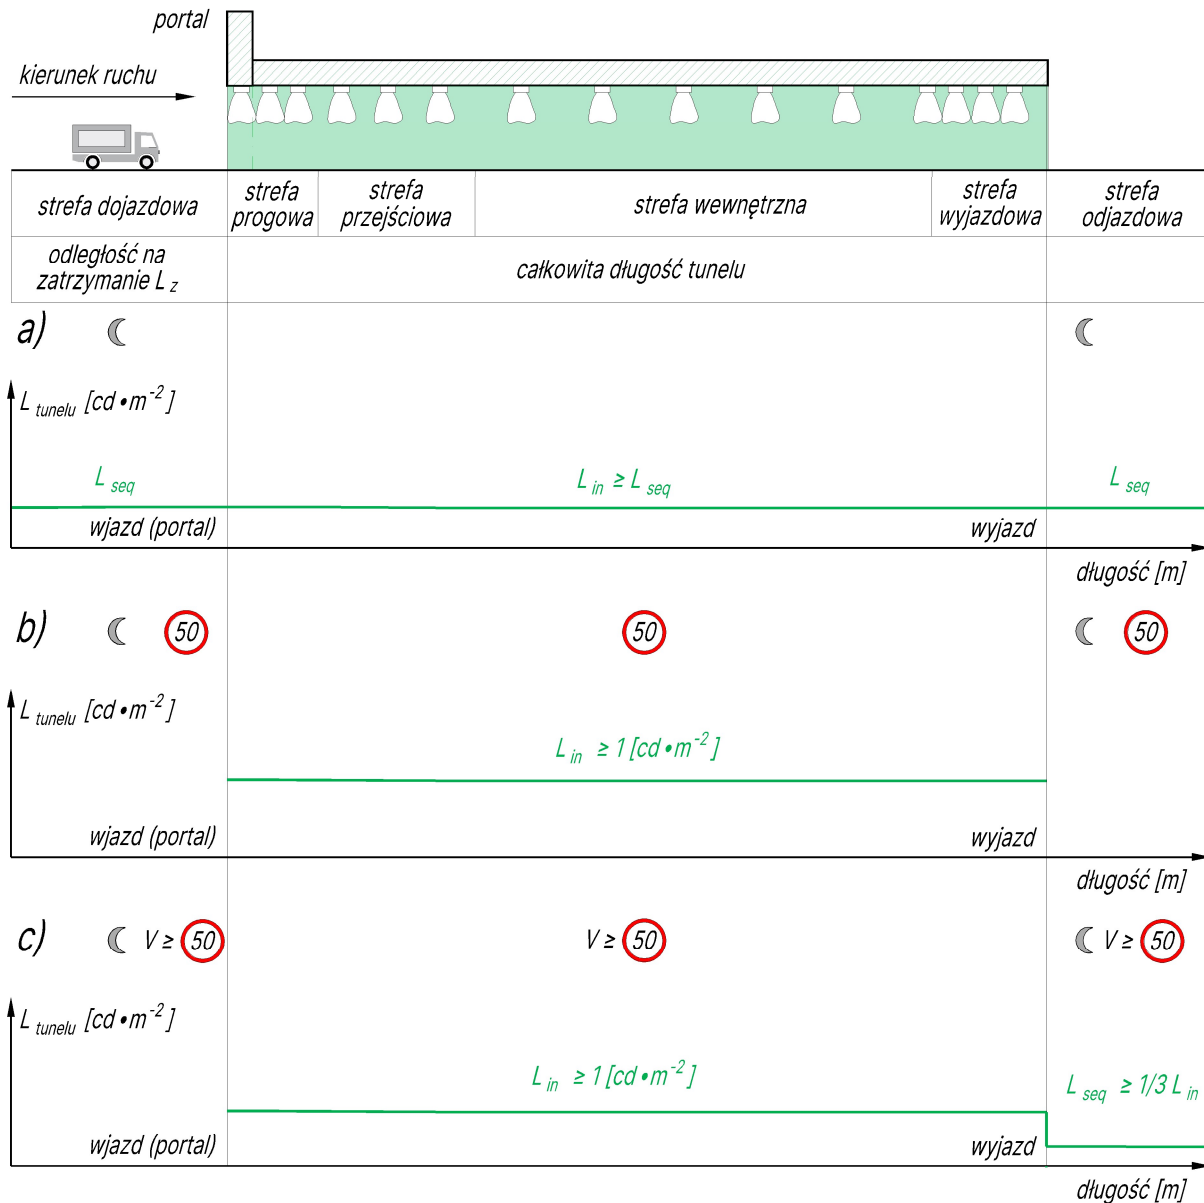 portal
kierunek ruchu
strefa dojazdowa
strefa
progowa
strefa
przejściowa
strefa wewnętrzna
strefa
wyjazdowa
strefa
odjazdowa
odległość na
zatrzymanie L z
całkowita długość tunelu
a)
L tunelu [cd•m-2]
L seq
L in ≥ L seq
L seq
wjazd (portal)
wyjazd
długość [m]
b)
50
50
50
L tunelu [cd•m-2]
L in ≥ 1 [cd•m-2]
wjazd (portal)
wyjazd
długość [m]
c)
V ≥ 50
V ≥ 50
V ≥ 50
L tunelu [cd•m-2]
L in ≥ 1 [cd•m-2]
L seq ≥ 1/3 L in
wjazd (portal)
wyjazd
długość [m]